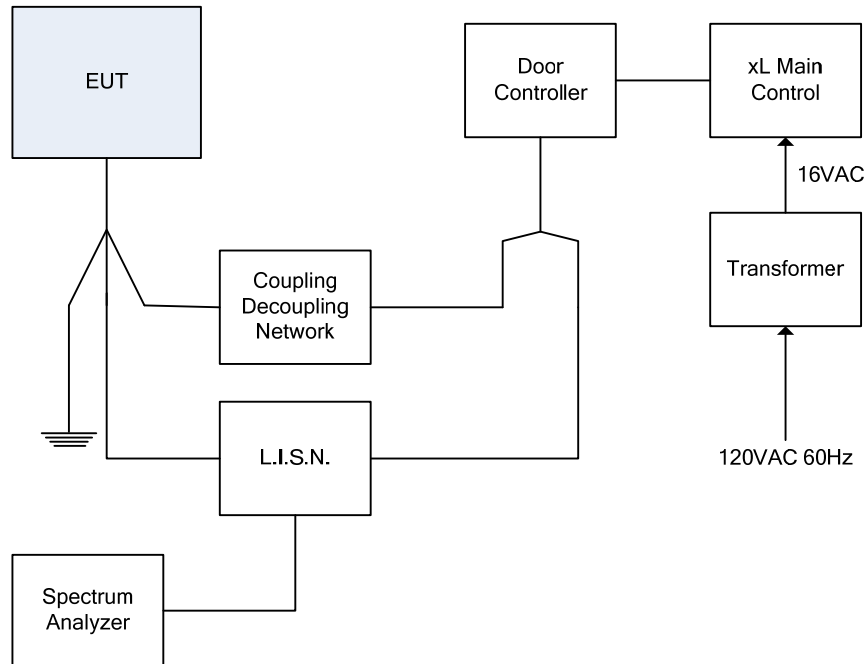 EUT
Door
Controller
xL Main
Control
16VAC
Transformer
Coupling
Decoupling
Network
120VAC 60Hz
L.I.S.N.
Spectrum
Analyzer